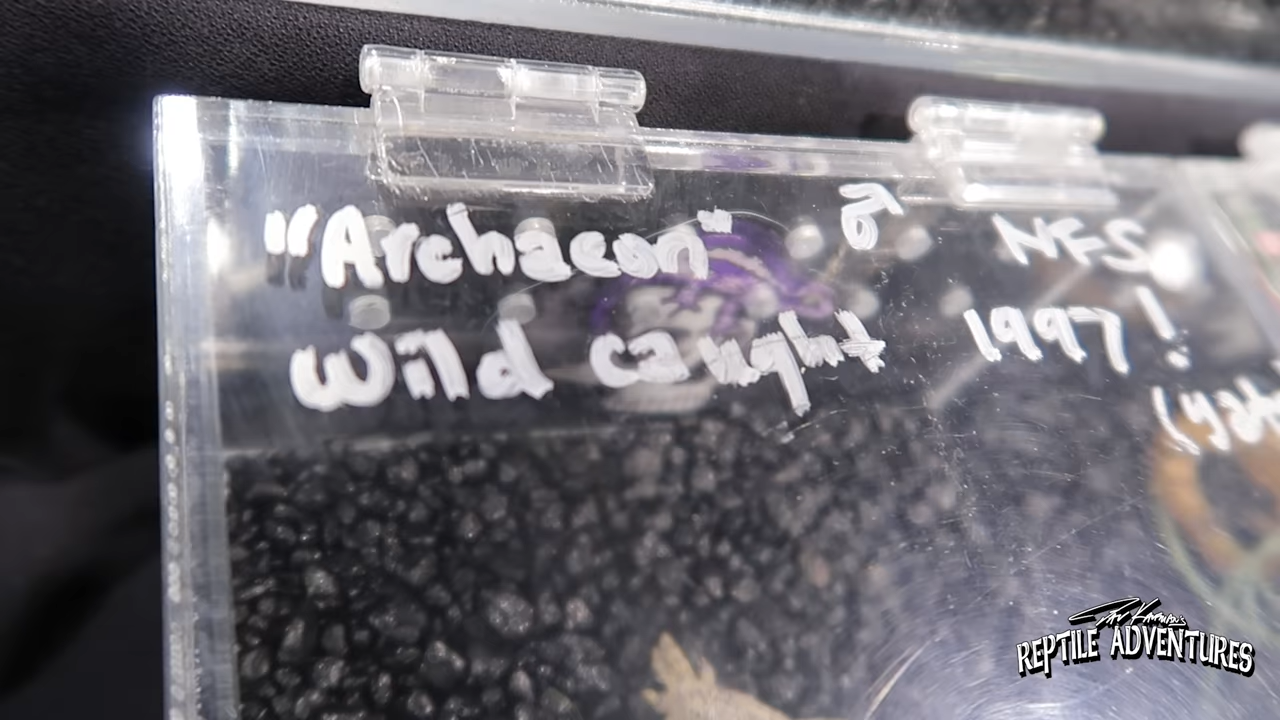 "Archaeon" ♂ NFS
Wild caught 1997!
REPTILE ADVENTURES